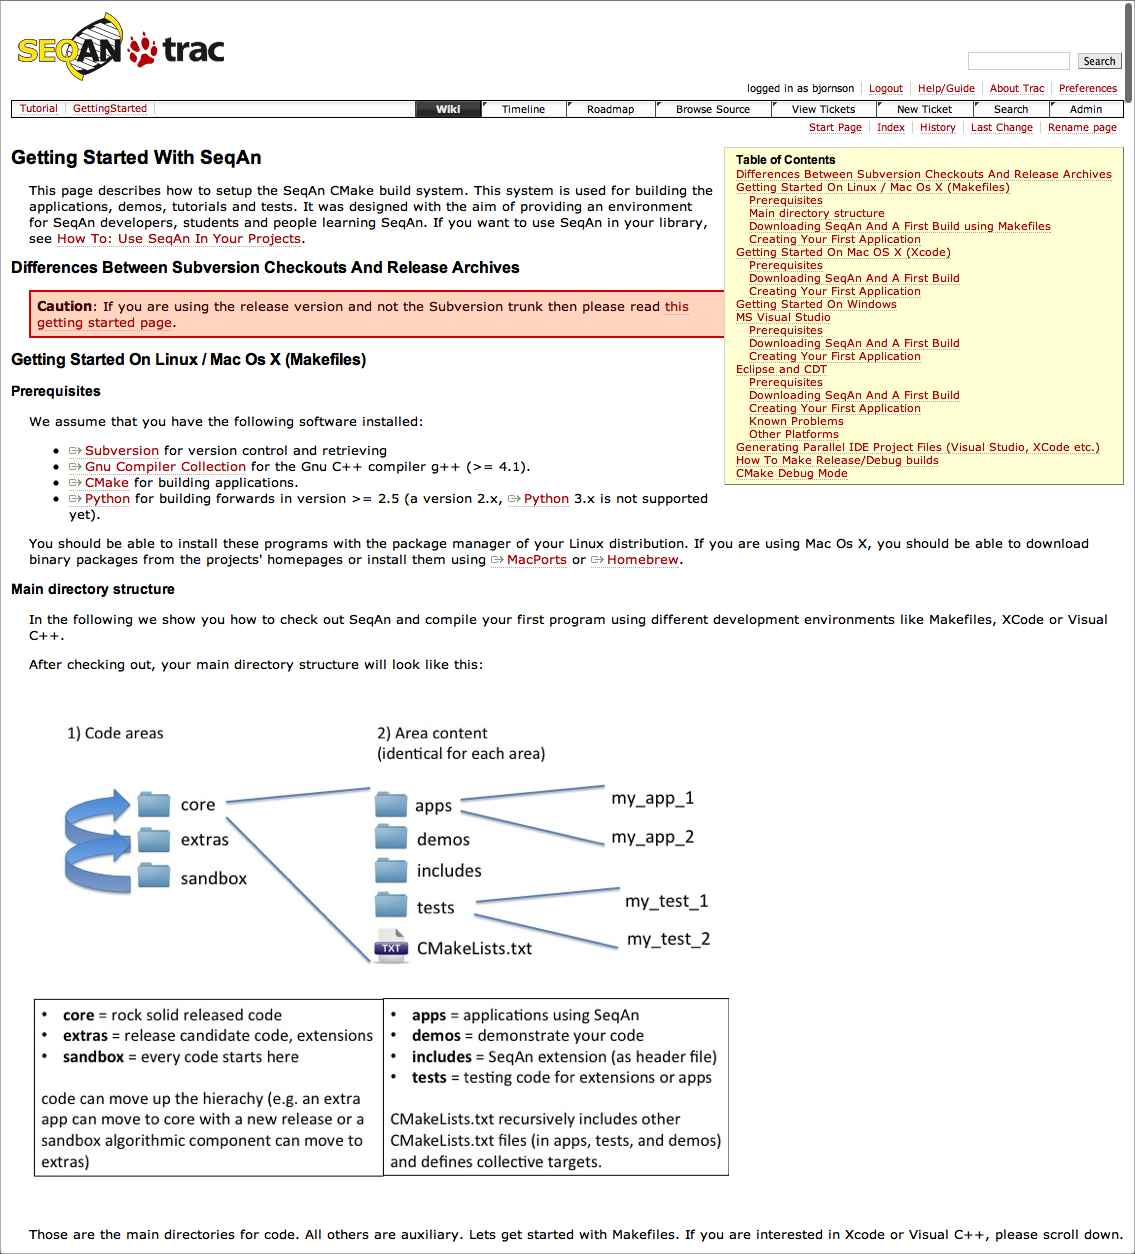 SEQAN trac
Search
logged in as bjornson Logout Help/Guide About Trac Preferences
Tutorial GettingStarted Wiki Timeline Roadmap Browse Source View Tickets New Ticket Search Admin
Start Page Index History Last Change Rename page
Getting Started With SeqAn
This page describes how to setup the SeqAn CMake build system. This system is used for building the
applications, demos, tutorials and tests. It was designed with the aim of providing an environment
for SeqAn developers, students and people learning SeqAn. If you want to use SeqAn in your library,
see How To: Use SeqAn In Your Projects.
Table of Contents
Differences Between Subversion Checkouts And Release Archives
Getting Started On Linux / Mac Os X (Makefiles)
Prerequisites
Main directory structure
Downloading SeqAn And A First Build using Makefiles
Creating Your First Application
Getting Started On Mac OS X (Xcode)
Prerequisites
Downloading SeqAn And A First Build
Creating Your First Application
Getting Started On Windows
MS Visual Studio
Prerequisites
Downloading SeqAn And A First Build
Creating Your First Application
Eclipse and CDT
Prerequisites
Downloading SeqAn And A First Build
Creating Your First Application
Known Problems
Other Platforms
Generating Parallel IDE Project Files (Visual Studio, XCode etc.)
How To Make Release/Debug builds
CMake Debug Mode
Differences Between Subversion Checkouts And Release Archives
Caution: If you are using the release version and not the Subversion trunk then please read this
getting started page.
Getting Started On Linux / Mac Os X (Makefiles)
Prerequisites
We assume that you have the following software installed:
• Subversion for version control and retrieving
• Gnu Compiler Collection for the Gnu C++ compiler g++ (>= 4.1).
• CMake for building applications.
• Python for building forwards in version >= 2.5 (a version 2.x, Python 3.x is not supported
yet).
You should be able to install these programs with the package manager of your Linux distribution. If you are using Mac Os X, you should be able to download
binary packages from the projects' homepages or install them using MacPorts or Homebrew.
Main directory structure
In the following we show you how to check out SeqAn and compile your first program using different development environments like Makefiles, XCode or Visual
C++.
After checking out, your main directory structure will look like this:
1) Code areas
core
extras
sandbox
2) Area content
(identical for each area)
apps
demos
includes
tests
TXT CMakeLists.txt
my_app_1
my_app_2
my_test_1
my_test_2
• core = rock solid released code
• extras = release candidate code, extensions
• sandbox = every code starts here
code can move up the hierachy (e.g. an extra
app can move to core with a new release or a
sandbox algorithmic component can move to
extras)
• apps = applications using SeqAn
• demos = demonstrate your code
• includes = SeqAn extension (as header file)
• tests = testing code for extensions or apps
CMakeLists.txt recursively includes other
CMakeLists.txt files (in apps, tests, and demos)
and defines collective targets.
Those are the main directories for code. All others are auxiliary. Lets get started with Makefiles. If you are interested in Xcode or Visual C++, please scroll down.